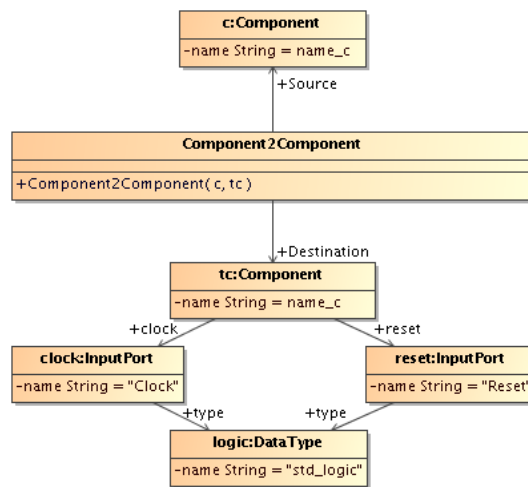 c:Component
-name String = name_c
+Source
Component2Component
+Component2Component( c, tc )
+Destination
tc:Component
-name String = name_c
+clock
+reset
clock:InputPort
-name String = "Clock"
reset:InputPort
-name String = "Reset"
+type
+type
logic:DataType
-name String = "std_logic"